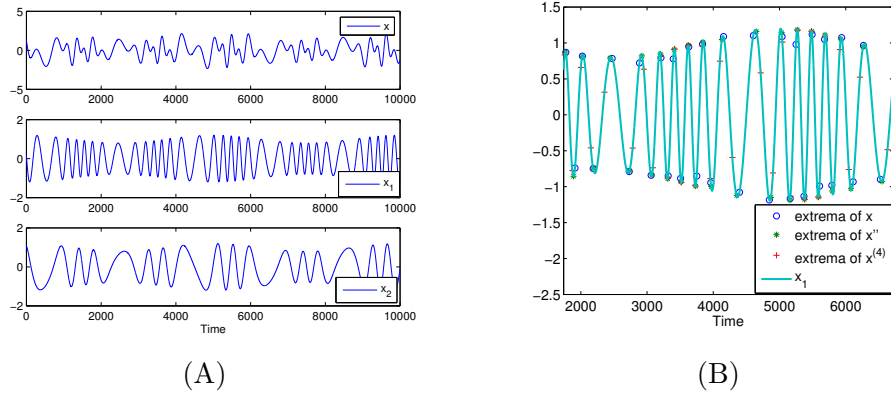 5
0
−5
0 2000 4000 6000 8000 10000
x
2
0
−2
0 2000 4000 6000 8000 10000
x1
2
0
−2
0 2000 4000 6000 8000 10000
x2
Time
(A)
1.5
1
0.5
0
−0.5
−1
−1.5
−2
−2.5
2000 3000 4000 5000 6000
Time
extrema of x
extrema of x''
extrema of x(4)
x1
(B)